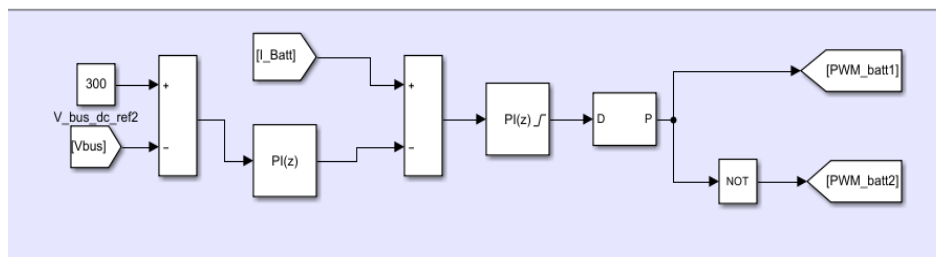 [I_Batt]
300
+
+
V_bus_dc_ref2
[Vbus]
−
PI(z)
−
PI(z)
D
P
[PWM_batt1]
NOT
[PWM_batt2]